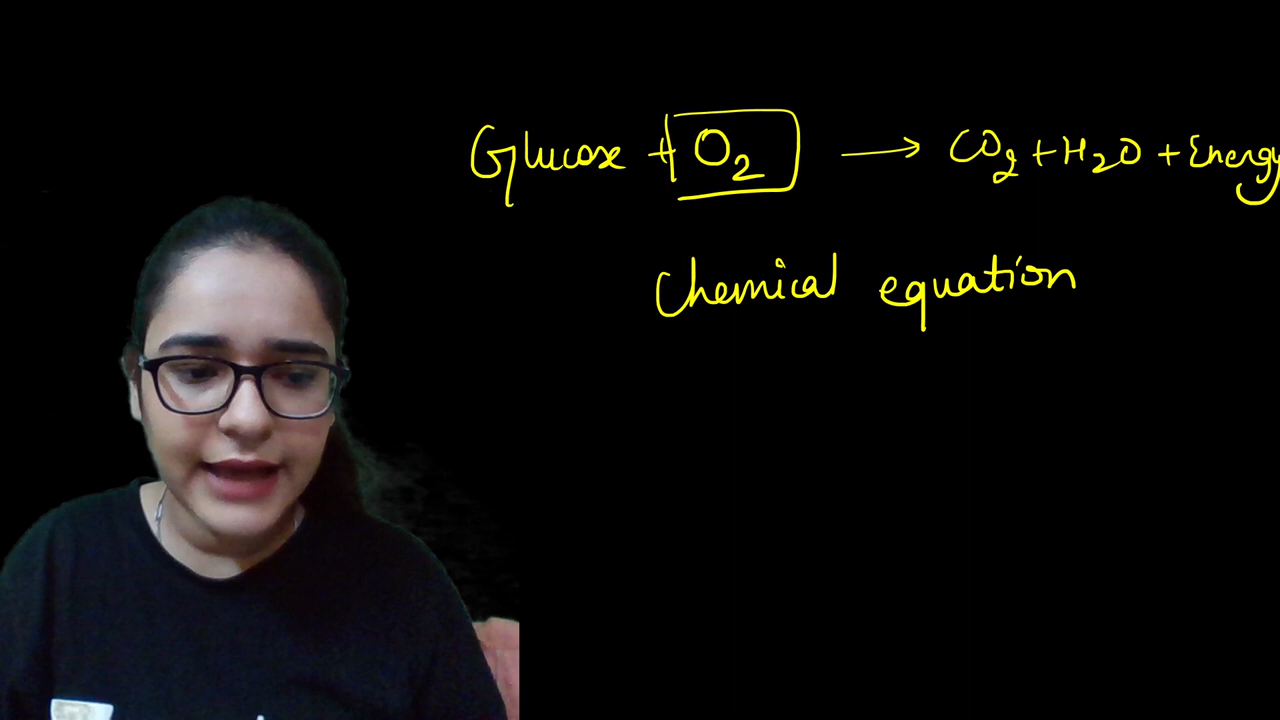 Glucose + O2 → CO2 + H2O + Energy
Chemical equation